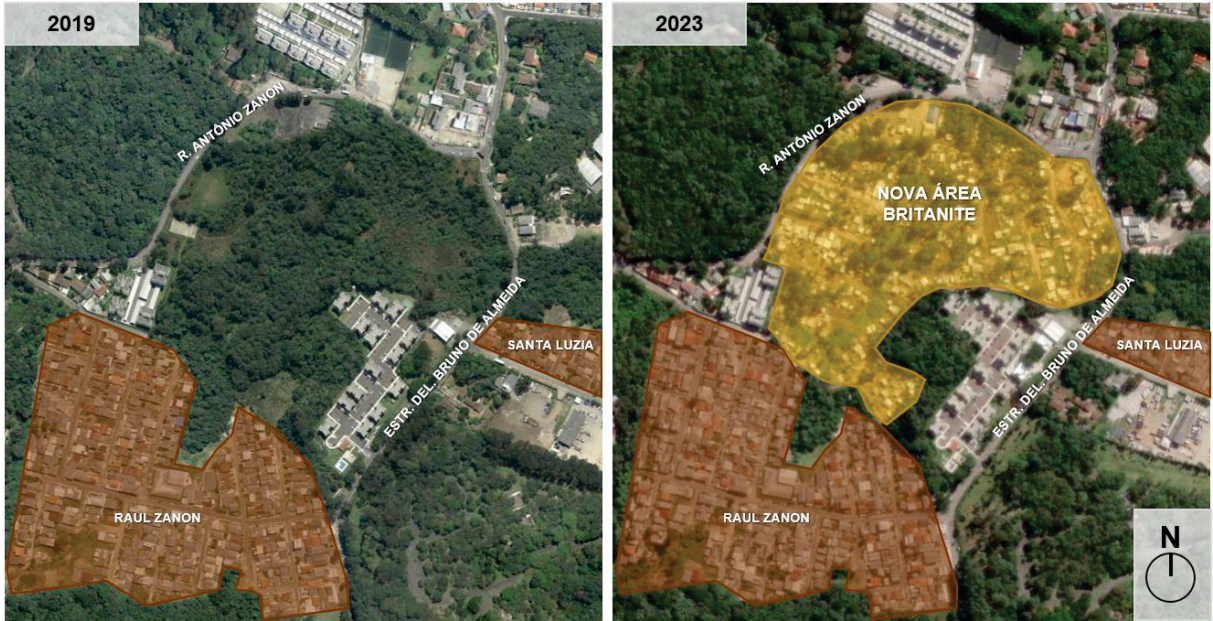 2019
R. ANTÔNIO ZANON
SANTA LUZIA
ESTR. DEL. BRUNO DE ALMEIDA
RAUL ZANON
2023
R. ANTÔNIO ZANON
NOVA ÁREA
BRITANITE
ESTR. DEL. BRUNO DE ALMEIDA
SANTA LUZIA
RAUL ZANON
N